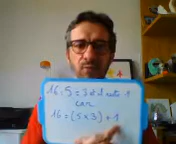 16 : 5 = 3 et il reste 1
car
16 = (5 x 3) + 1